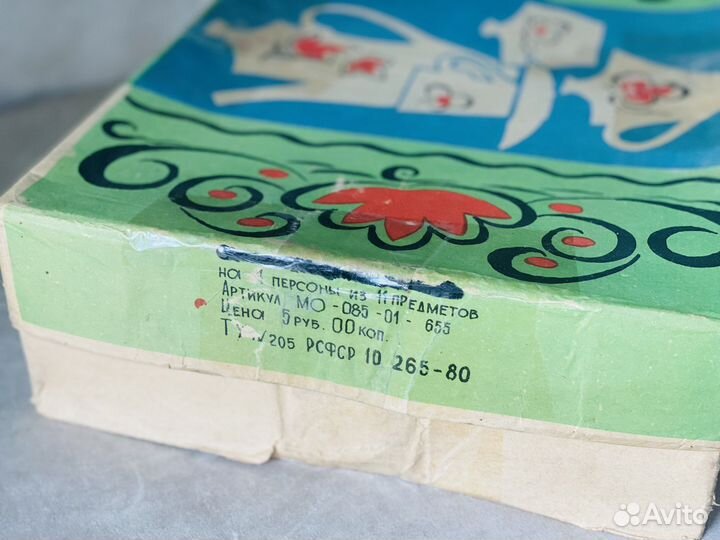 на персоны из 11 предметов
Артикул МО-085-01-655
Цена 5 руб. 00 коп.
ТУ /205 РСФСР 10 265-80
Avito